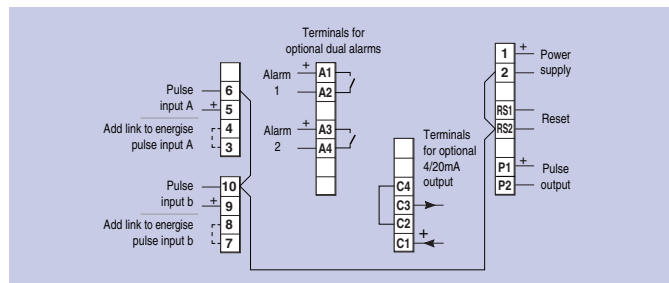 Terminals for
optional dual alarms
Pulse
input A
6
+
5
Add link to energise
pulse input A
4
3
Pulse
input b
10
+
9
Add link to energise
pulse input b
8
7
Alarm
1
+
A1
A2
Alarm
2
+
A3
A4
Terminals
for optional
4/20mA
output
C4
C3
C2
+
C1
1
+
Power
2
supply
RS1
Reset
RS2
P1
+
Pulse
P2
output